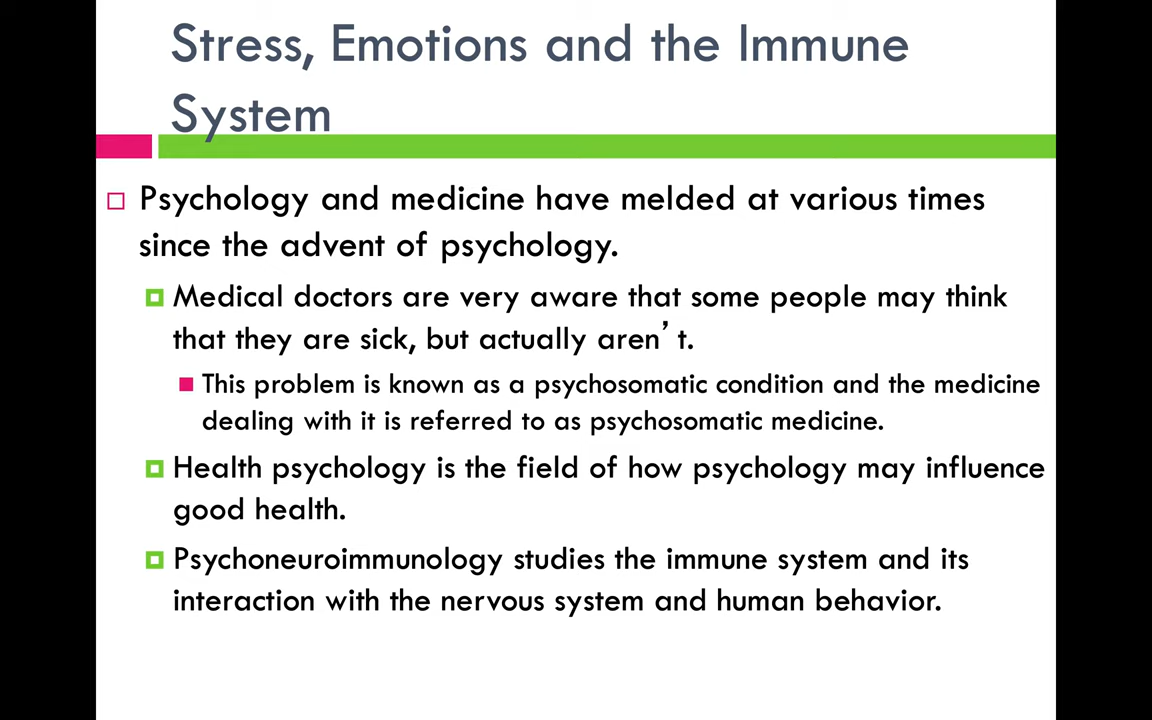 Stress, Emotions and the Immune
System
Psychology and medicine have melded at various times
since the advent of psychology.
Medical doctors are very aware that some people may think
that they are sick, but actually aren’ t.
This problem is known as a psychosomatic condition and the medicine
dealing with it is referred to as psychosomatic medicine.
Health psychology is the field of how psychology may influence
good health.
Psychoneuroimmunology studies the immune system and its
interaction with the nervous system and human behavior.